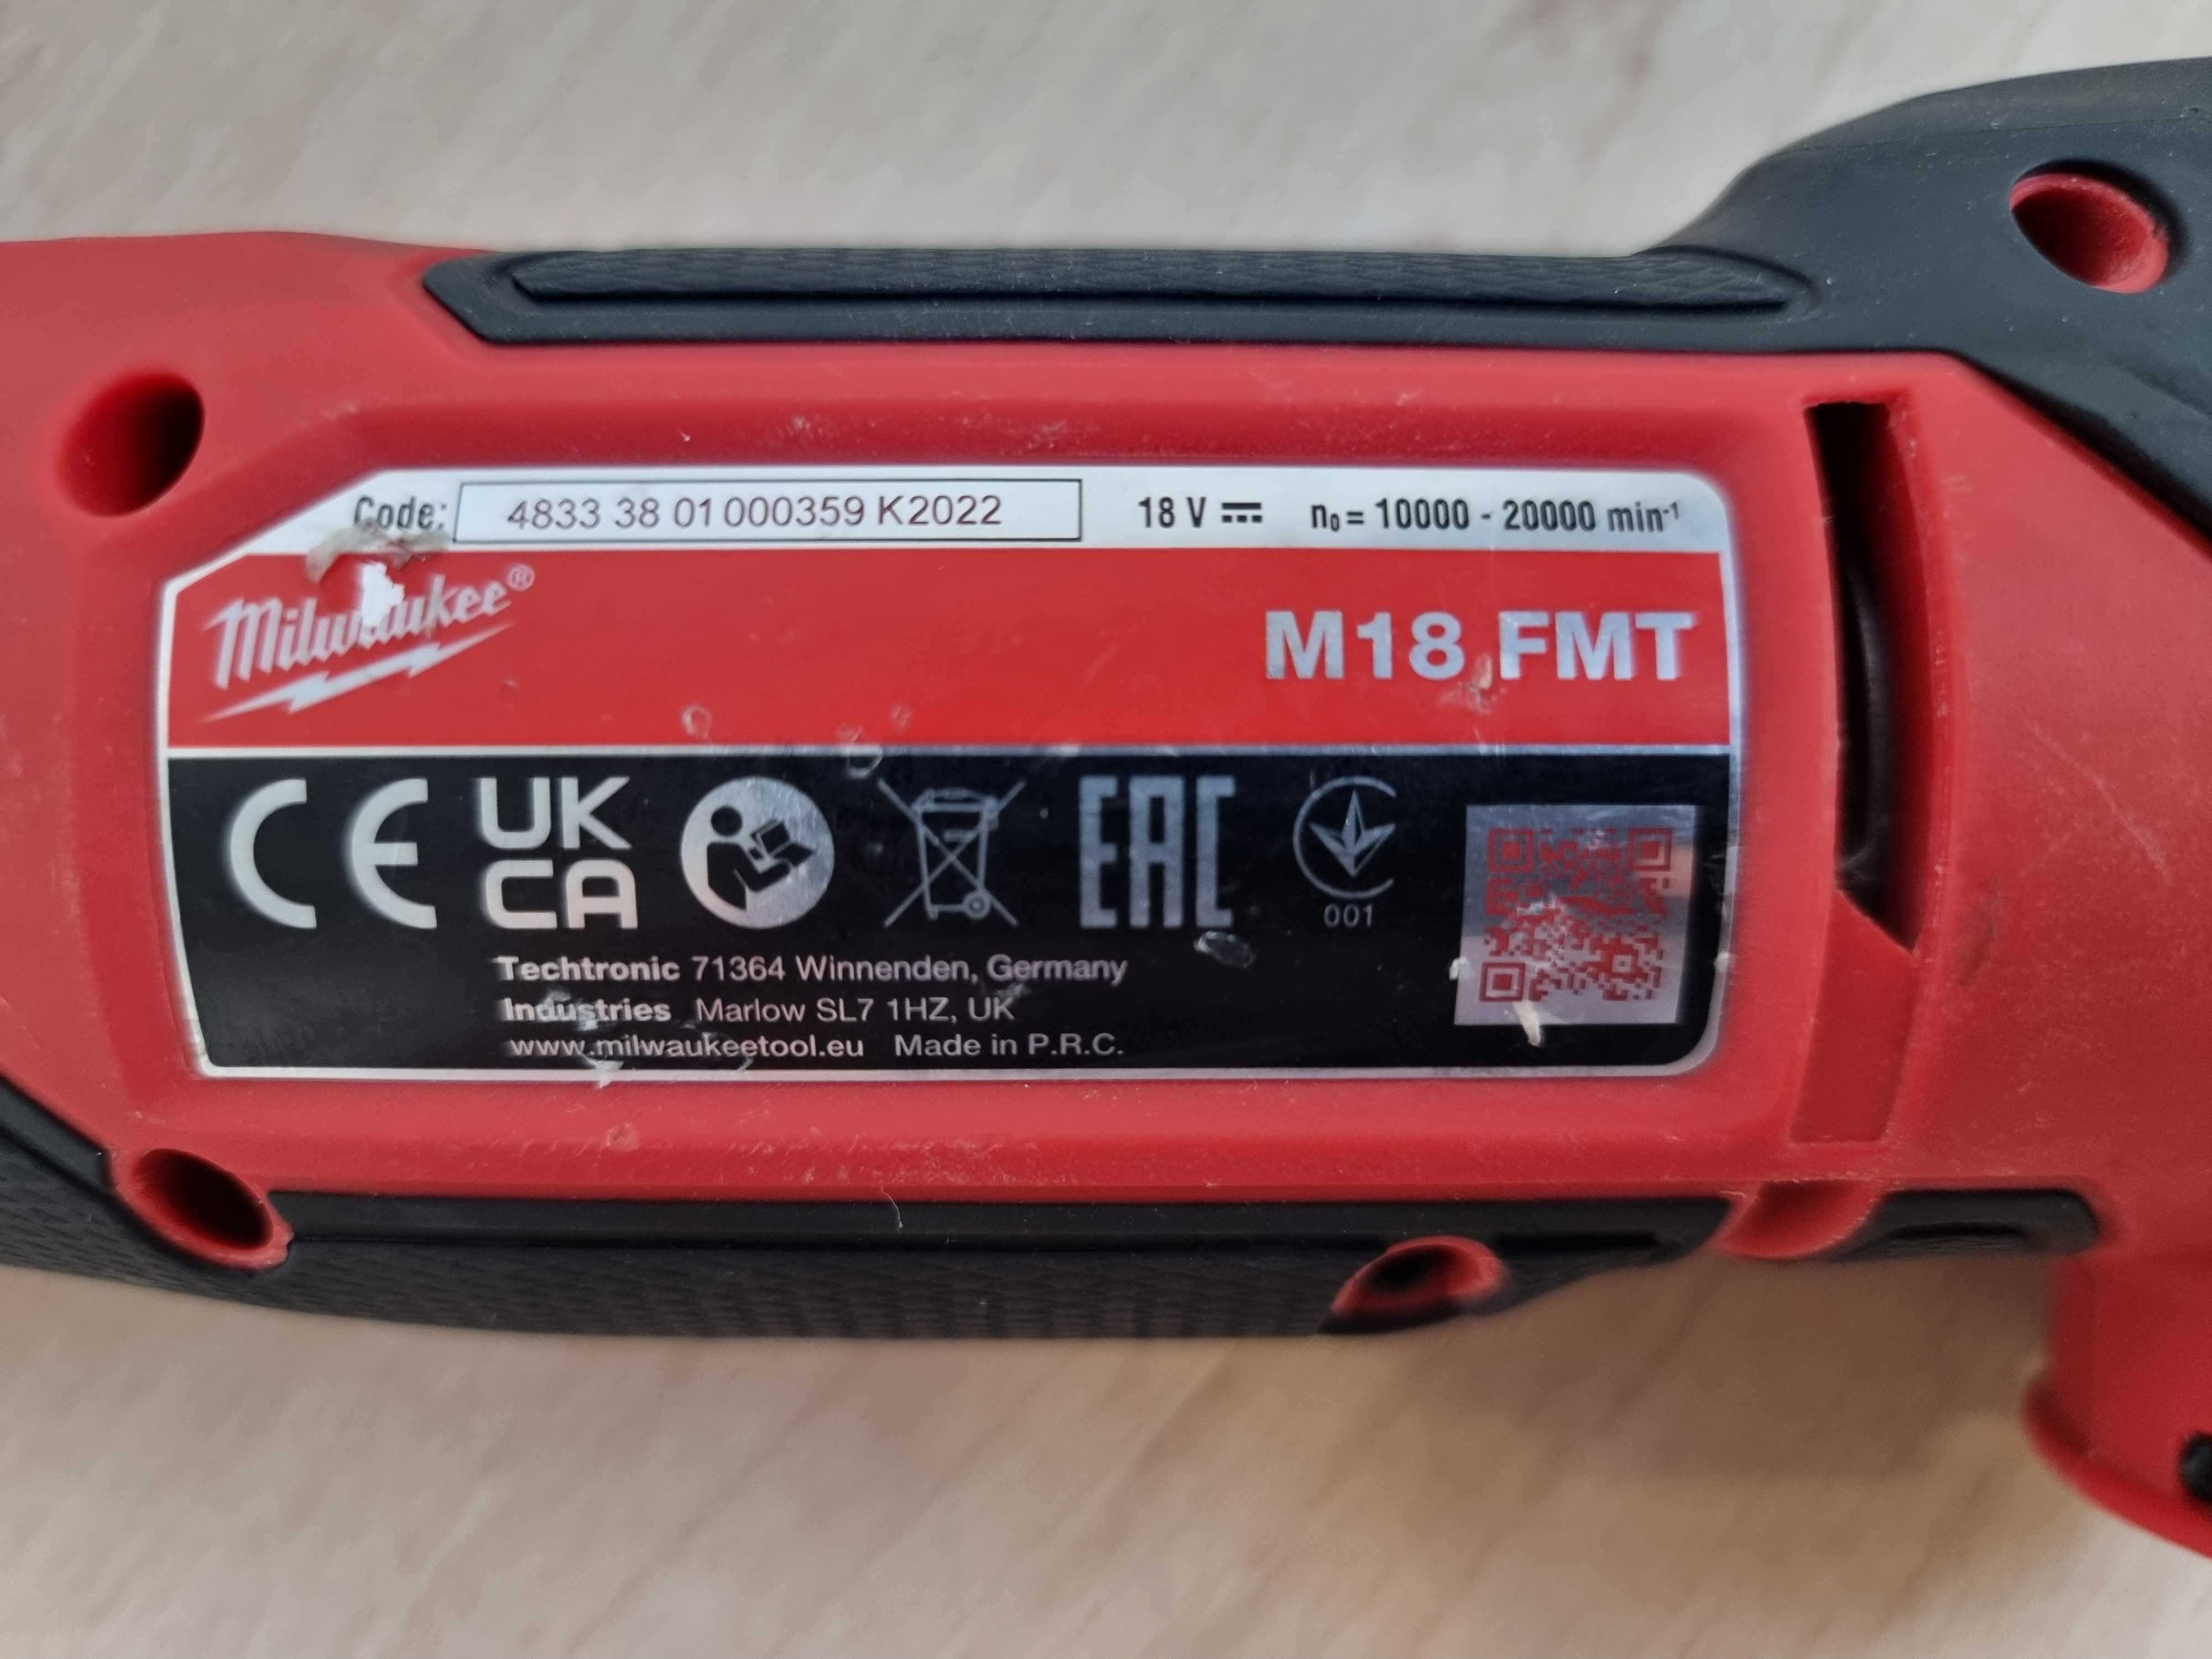 Code: 4833 38 01 000359 K2022 18 V n₀ = 10000 - 20000 min⁻¹
Milwaukee®
M18 FMT
CE UK CA EAC
001
Techtronic 71364 Winnenden, Germany
Industries Marlow SL7 1HZ, UK
www.milwaukeetool.eu Made in P.R.C.